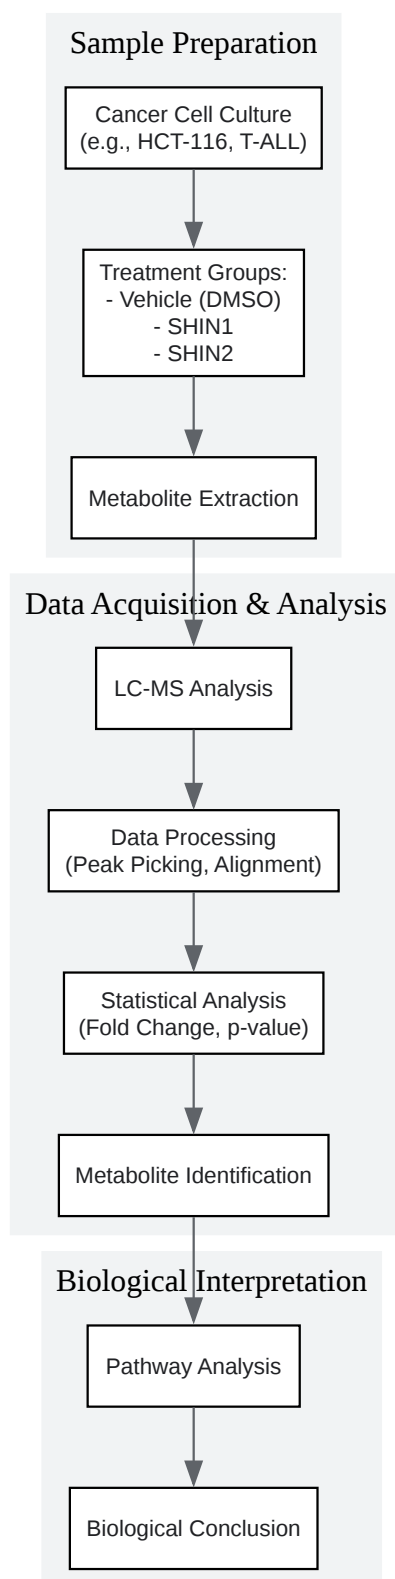 Sample Preparation
Cancer Cell Culture
(e.g., HCT-116, T-ALL)
Treatment Groups:
- Vehicle (DMSO)
- SHIN1
- SHIN2
Metabolite Extraction
Data Acquisition & Analysis
LC-MS Analysis
Data Processing
(Peak Picking, Alignment)
Statistical Analysis
(Fold Change, p-value)
Metabolite Identification
Biological Interpretation
Pathway Analysis
Biological Conclusion